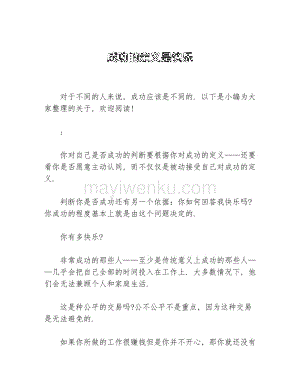 成功的定义是快乐
对于不同的人来说，成功应该是不同的. 以下是小编为大
家整理的关于，欢迎阅读！
：
你对自己是否成功的判断要根据你对成功的定义——还要
看你是否愿意主动认同，而不仅仅是被动接受自己对成功的定
义.
判断你是否成功还有另一个依据：你如何回答我快乐吗？
你成功的程度基本上就是由这个问题决定的.
mayiwenku.com
你有多快乐？
非常成功的那些人——至少是传统意义上成功的那些人—
—几乎会把自己全部的时间投入在工作上. 大多数情况下，他
们会无法兼顾个人和家庭生活.
这是种公平的交易吗？公不公平不是重点，因为这种交易
是无法避免的.
如果你所做的工作很赚钱但是你并不开心，那你就还没有